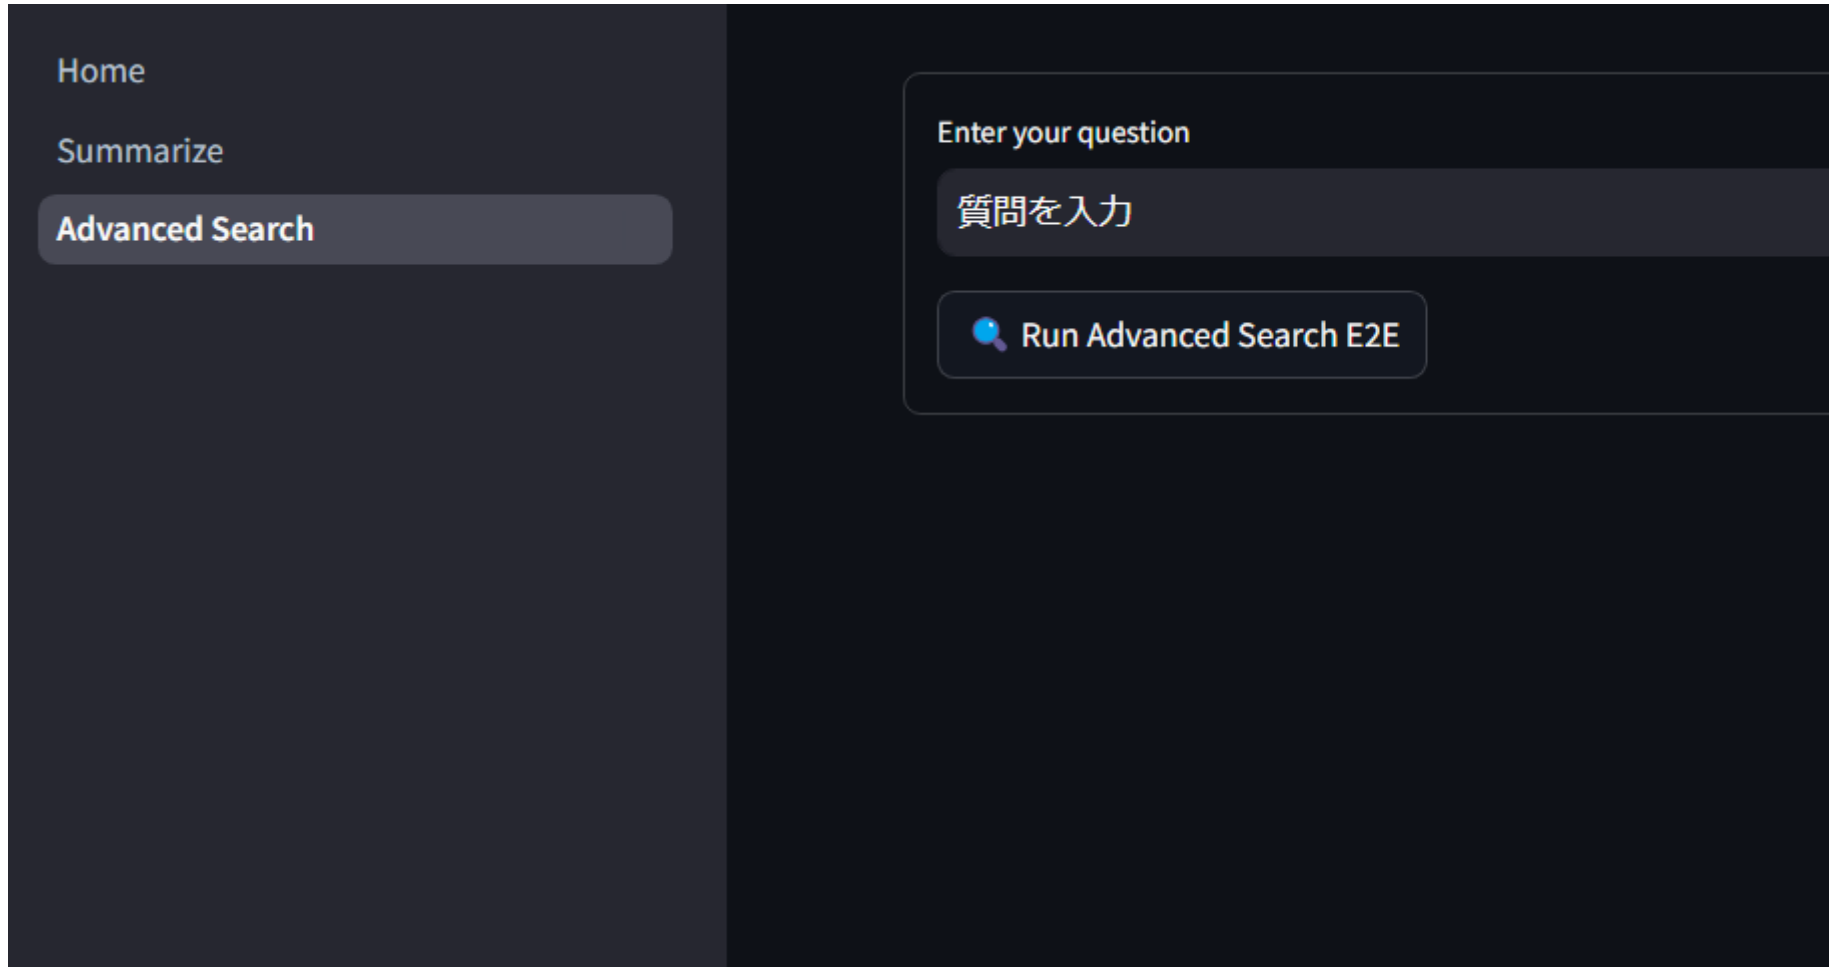 Home
Summarize
Advanced Search
Enter your question
質問を入力
Run Advanced Search E2E